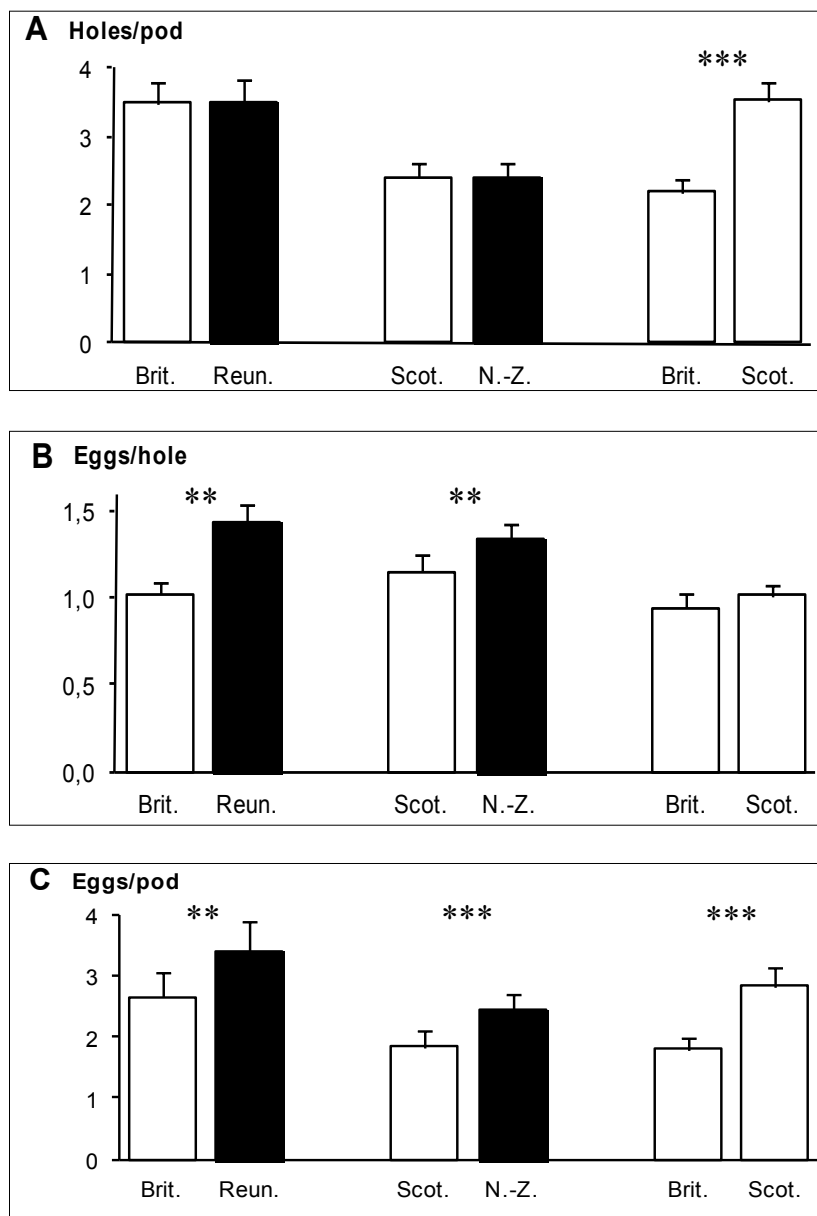 A Holes/pod
***
4
3
2
1
0
Brit. Reun. Scot. N.-Z. Brit. Scot.
B Eggs/hole
** **
1,5
1,0
0,5
0,0
Brit. Reun. Scot. N.-Z. Brit. Scot.
C Eggs/pod
** *** ***
4
3
2
1
0
Brit. Reun. Scot. N.-Z. Brit. Scot.